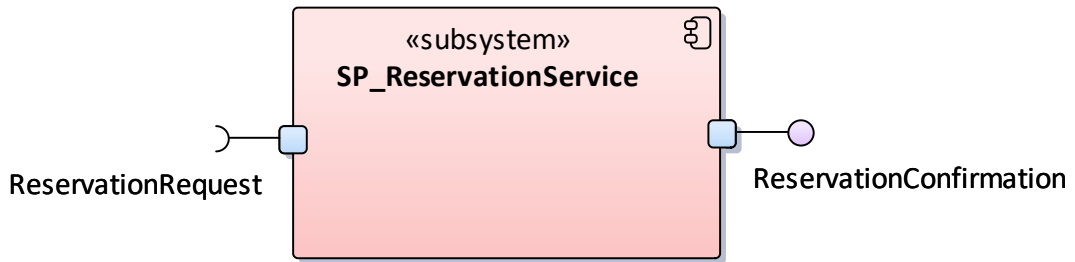 «subsystem»
SP_ReservationService
ReservationRequest
ReservationConfirmation